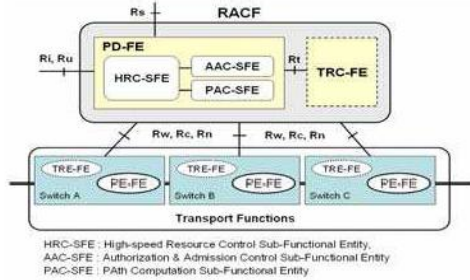 Rs
RACF
PD-FE
Ri, Ru
HRC-SFE
AAC-SFE
PAC-SFE
Rt
TRC-FE
Rw, Rc, Rn
Rw, Rc, Rn
TRE-FE
PE-FE
Switch A
TRE-FE
PE-FE
Switch B
TRE-FE
PE-FE
Switch C
Transport Functions
HRC-SFE : High-speed Resource Control Sub-Functional Entity,
AAC-SFE : Authorization & Admission Control Sub-Functional Entity
PAC-SFE : PAth Computation Sub-Functional Entity